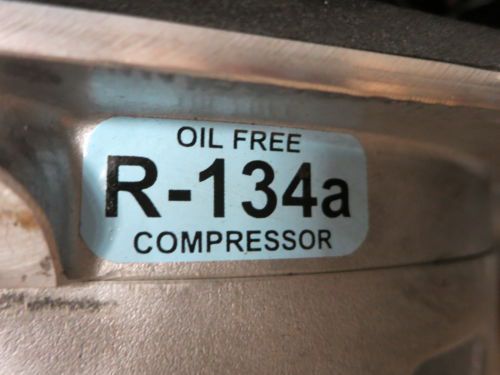 OIL FREE
R-134a
COMPRESSOR